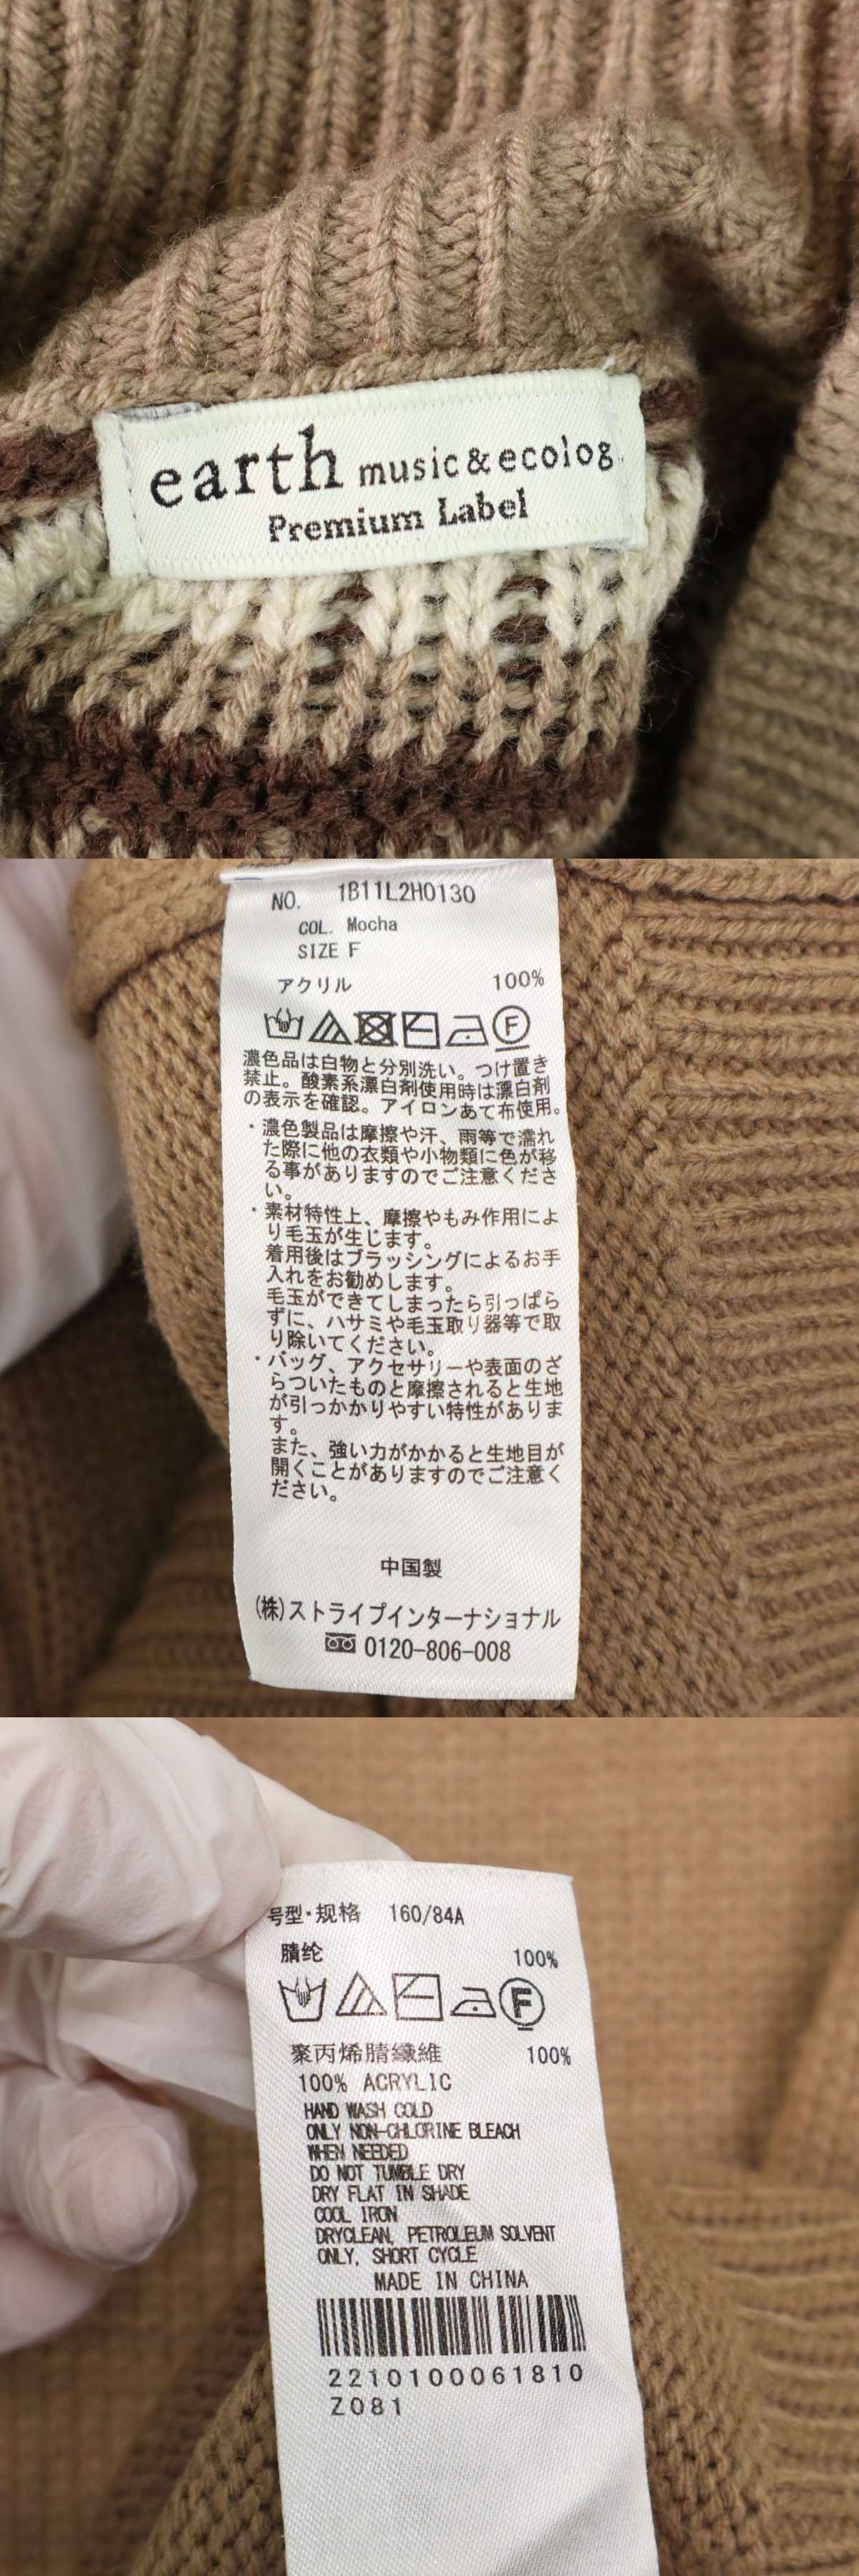 earth music&ecolog
Premium Label
NO. 1B11L2H0130
COL. Mocha
SIZE F
アクリル 100%
F
濃色品は白物と分別洗い。つけ置き
禁止。酸素系漂白剤使用時は漂白剤
の表示を確認。アイロンあて布使用。
・濃色製品は摩擦や汗、雨等で濡れ
た際に他の衣類や小物類に色が移
る事がありますのでご注意くださ
い。
・素材特性上、摩擦やもみ作用によ
り毛玉が生じます。
着用後はブラッシングによるお手
入れをお勧めします。
毛玉ができてしまったら引っぱら
ずに、ハサミや毛玉取り器等で取
り除いてください。
・バッグ、アクセサリーや表面のざ
らついたものと摩擦されると生地
が引っかかりやすい特性がありま
す。
また、強い力がかかると生地目が
開くことがありますのでご注意く
ださい。
中国製
(株)ストライプインターナショナル
0120-806-008
号型・规格 160/84A
腈纶 100%
F
聚丙烯腈纖維 100%
100% ACRYLIC
HAND WASH COLD
ONLY NON-CHLORINE BLEACH
WHEN NEEDED
DO NOT TUMBLE DRY
DRY FLAT IN SHADE
COOL IRON
DRYCLEAN, PETROLEUM SOLVENT
ONLY, SHORT CYCLE
MADE IN CHINA
2210100061810
Z081